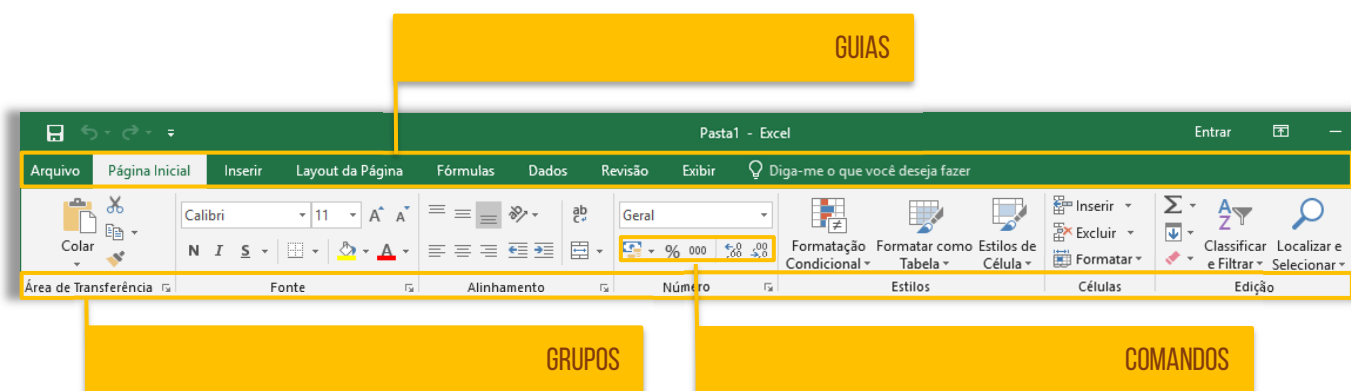 GUIAS
Pasta1 - Excel
Entrar
Arquivo Página Inicial Inserir Layout da Página Fórmulas Dados Revisão Exibir Diga-me o que você deseja fazer
Calibri 11 A A ab Geral Inserir
Colar Excluir
N I S A % 000 Formatação Formatar como Estilos de Formatar Classificar Localizar e
Condicional Tabela Célula e Filtrar Selecionar
Área de Transferência Fonte Alinhamento Número Estilos Células Edição
GRUPOS COMANDOS